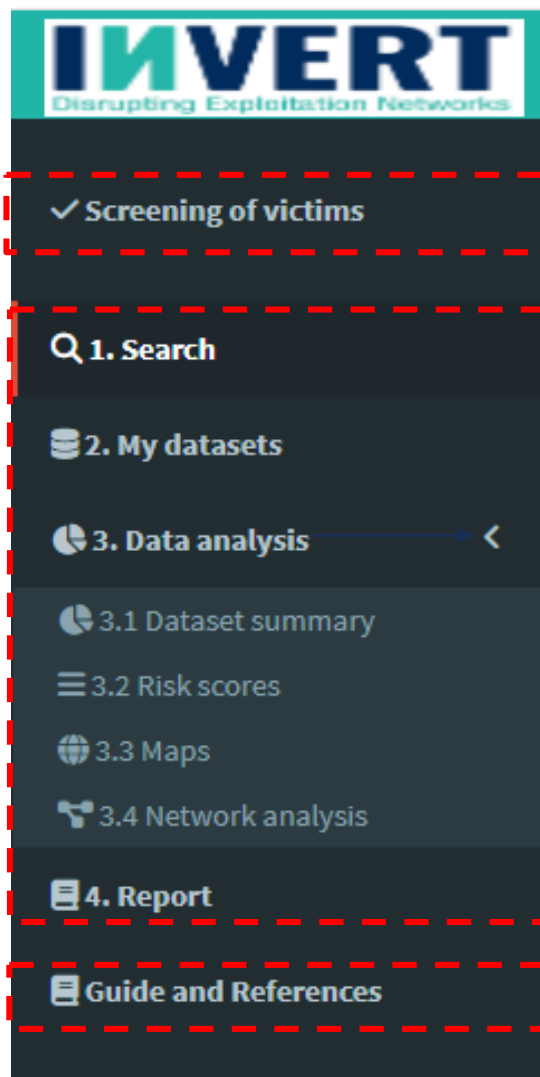 INVERT
Disrupting Exploitation Networks
Screening of victims
1. Search
2. My datasets
3. Data analysis
3.1 Dataset summary
3.2 Risk scores
3.3 Maps
3.4 Network analysis
4. Report
Guide and References